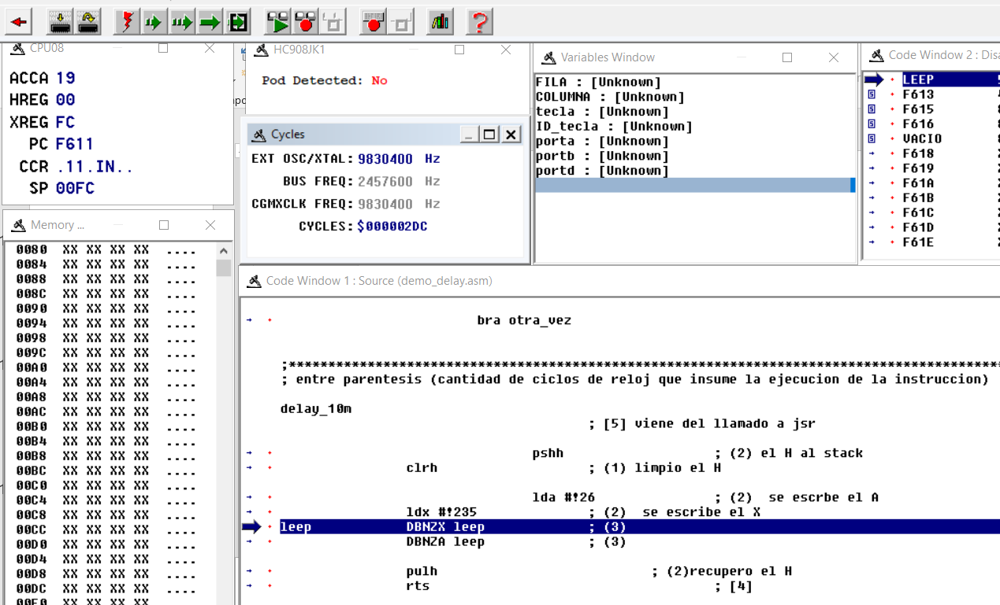 CPU08
ACCA 19
HREG 00
XREG FC
PC F611
CCR .11.IN..
SP 00FC
HC908JK1
Pod Detected: No
Cycles
EXT OSC/XTAL: 9830400 Hz
BUS FREQ: 2457600 Hz
CGMXCLK FREQ: 9830400 Hz
CYCLES: $000002DC
Variables Window
FILA : [Unknown]
COLUMNA : [Unknown]
tecla : [Unknown]
ID_tecla : [Unknown]
porta : [Unknown]
portb : [Unknown]
portd : [Unknown]
Code Window 2 : Disa
LEEP
F613
F615
F616
VACIO
F618
F619
F61A
F61B
F61C
F61D
F61E
Memory ...
0080 XX XX XX XX ....
0084 XX XX XX XX ....
0088 XX XX XX XX ....
008C XX XX XX XX ....
0090 XX XX XX XX ....
0094 XX XX XX XX ....
0098 XX XX XX XX ....
009C XX XX XX XX ....
00A0 XX XX XX XX ....
00A4 XX XX XX XX ....
00A8 XX XX XX XX ....
00AC XX XX XX XX ....
00B0 XX XX XX XX ....
00B4 XX XX XX XX ....
00B8 XX XX XX XX ....
00BC XX XX XX XX ....
00C0 XX XX XX XX ....
00C4 XX XX XX XX ....
00C8 XX XX XX XX ....
00CC XX XX XX XX ....
00D0 XX XX XX XX ....
00D4 XX XX XX XX ....
00D8 XX XX XX XX ....
00DC XX XX XX XX ....
00E0 XX XX XX XX
Code Window 1 : Source (demo_delay.asm)
bra otra_vez
;*******************************************************************************************
; entre parentesis (cantidad de ciclos de reloj que insume la ejecucion de la instruccion)
delay_10m
; [5] viene del llamado a jsr
pshh ; (2) el H al stack
clrh ; (1) limpio el H
lda #!26 ; (2) se escrbe el A
ldx #!235 ; (2) se escribe el X
leep DBNZX leep ; (3)
DBNZA leep ; (3)
pulh ; (2)recupero el H
rts ; [4]